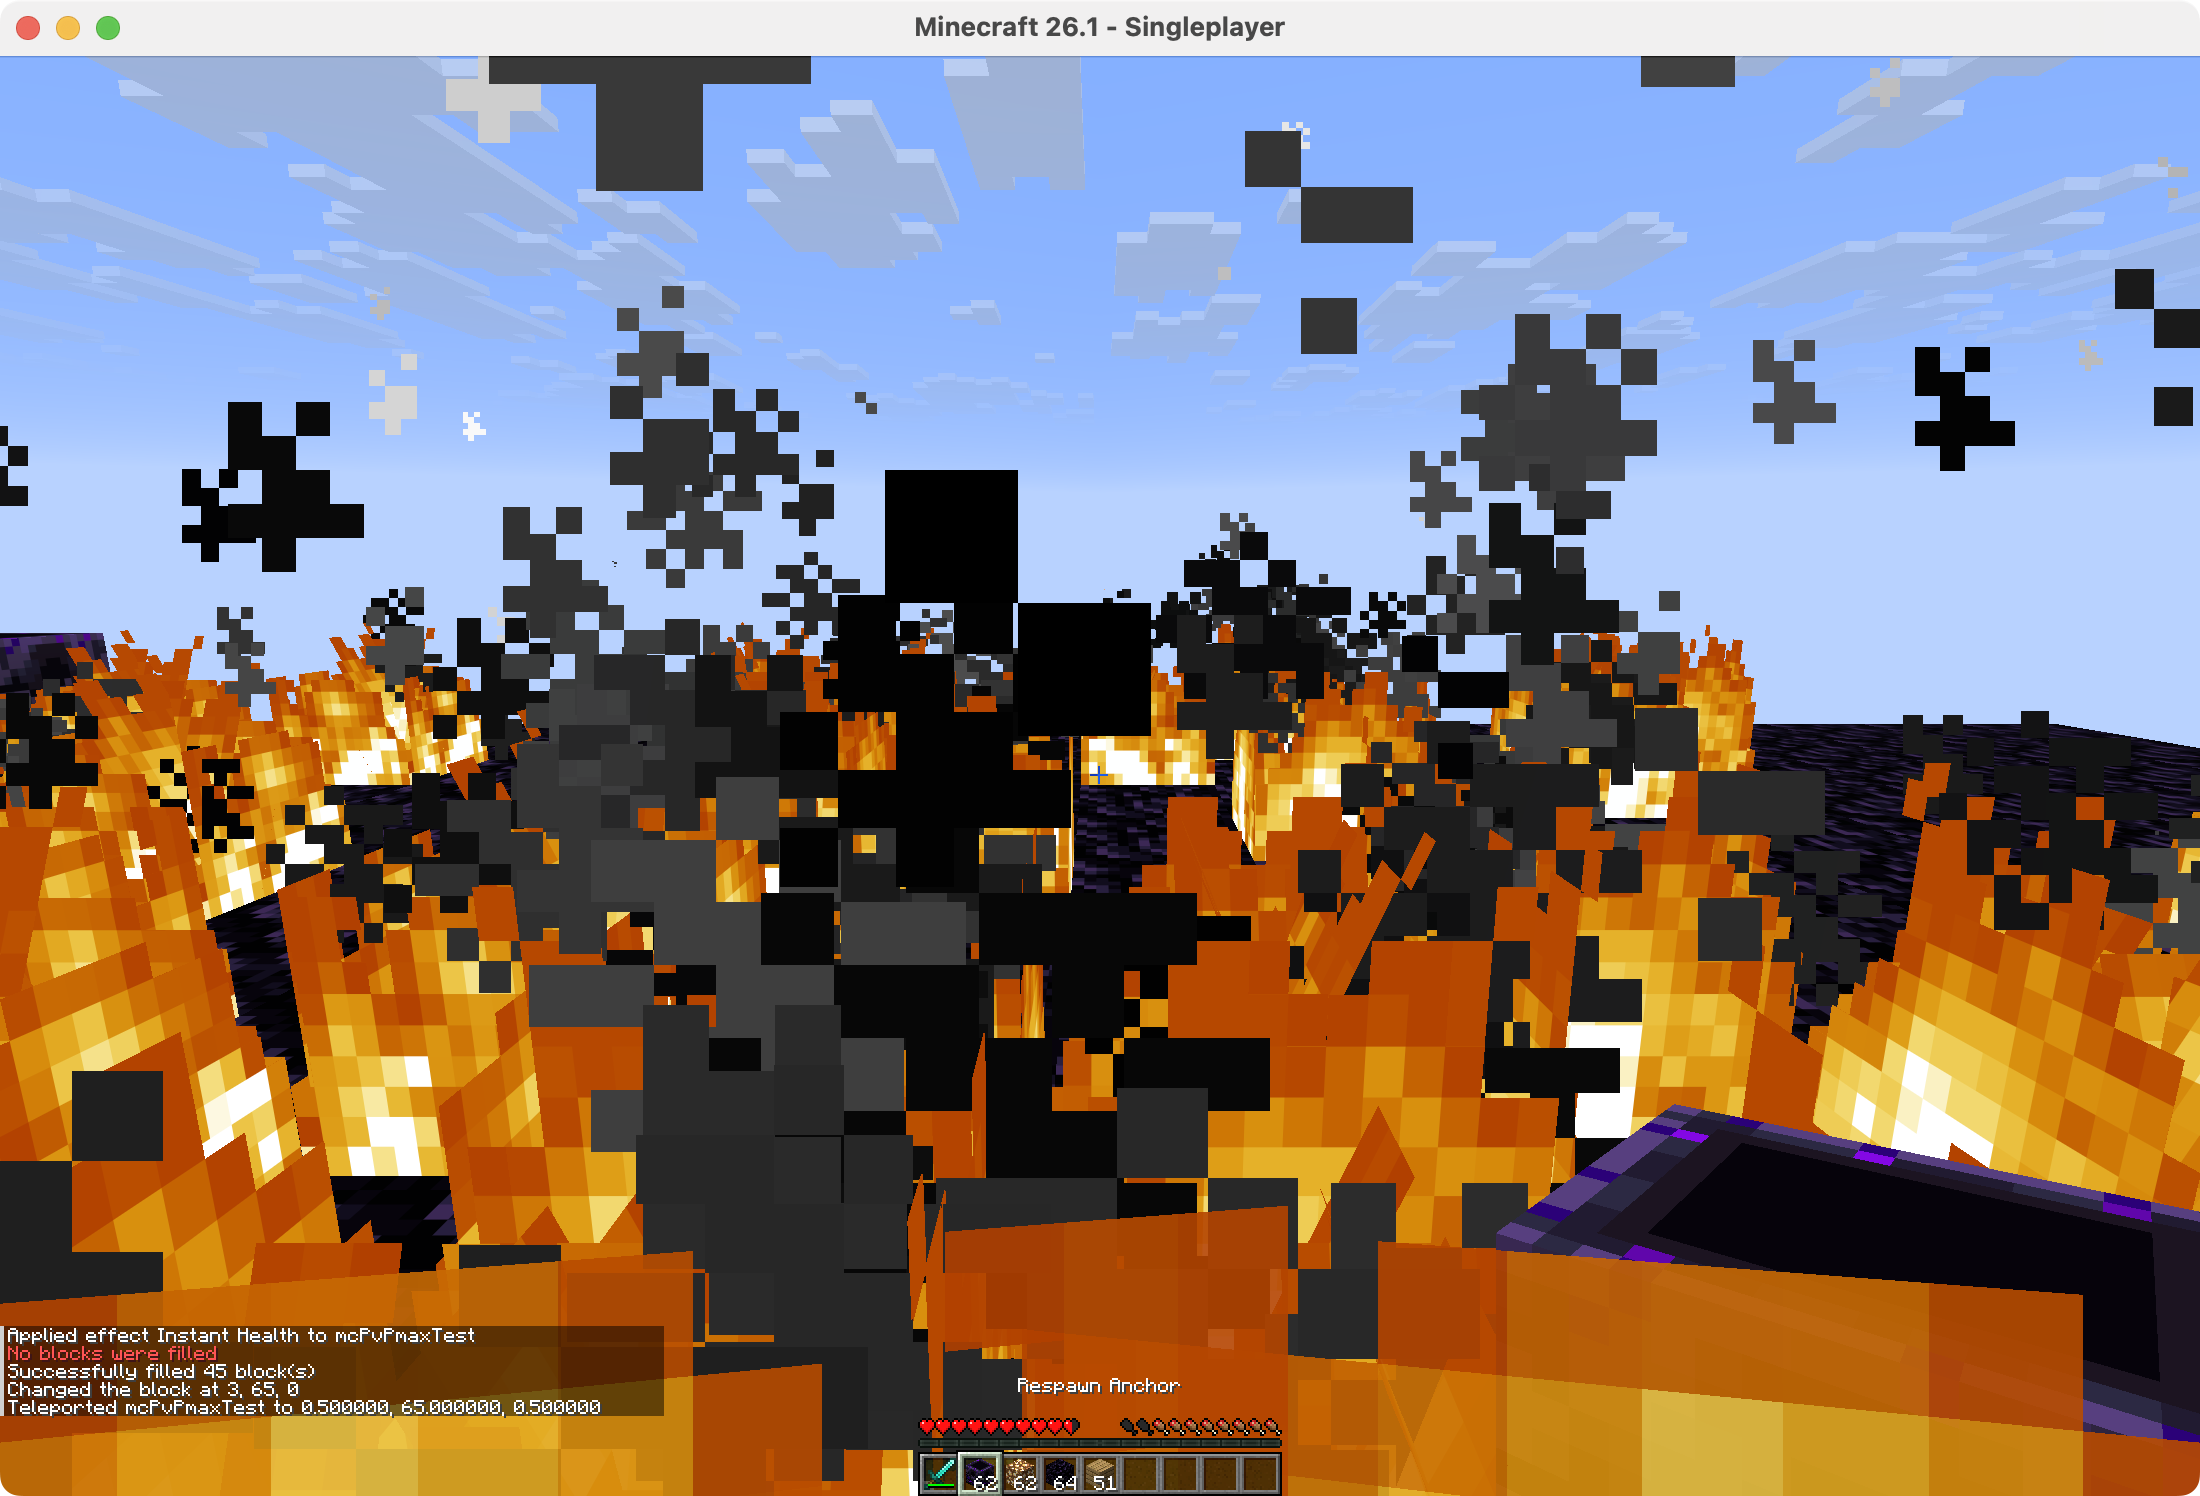 Minecraft 26.1 - Singleplayer
Applied effect Instant Health to mcPvPmaxTest
No blocks were filled
Successfully filled 45 block(s)
Changed the block at 3, 65, 0
Teleported mcPvPmaxTest to 0.500000, 65.000000, 0.500000
Respawn Anchor
62 62 64 51